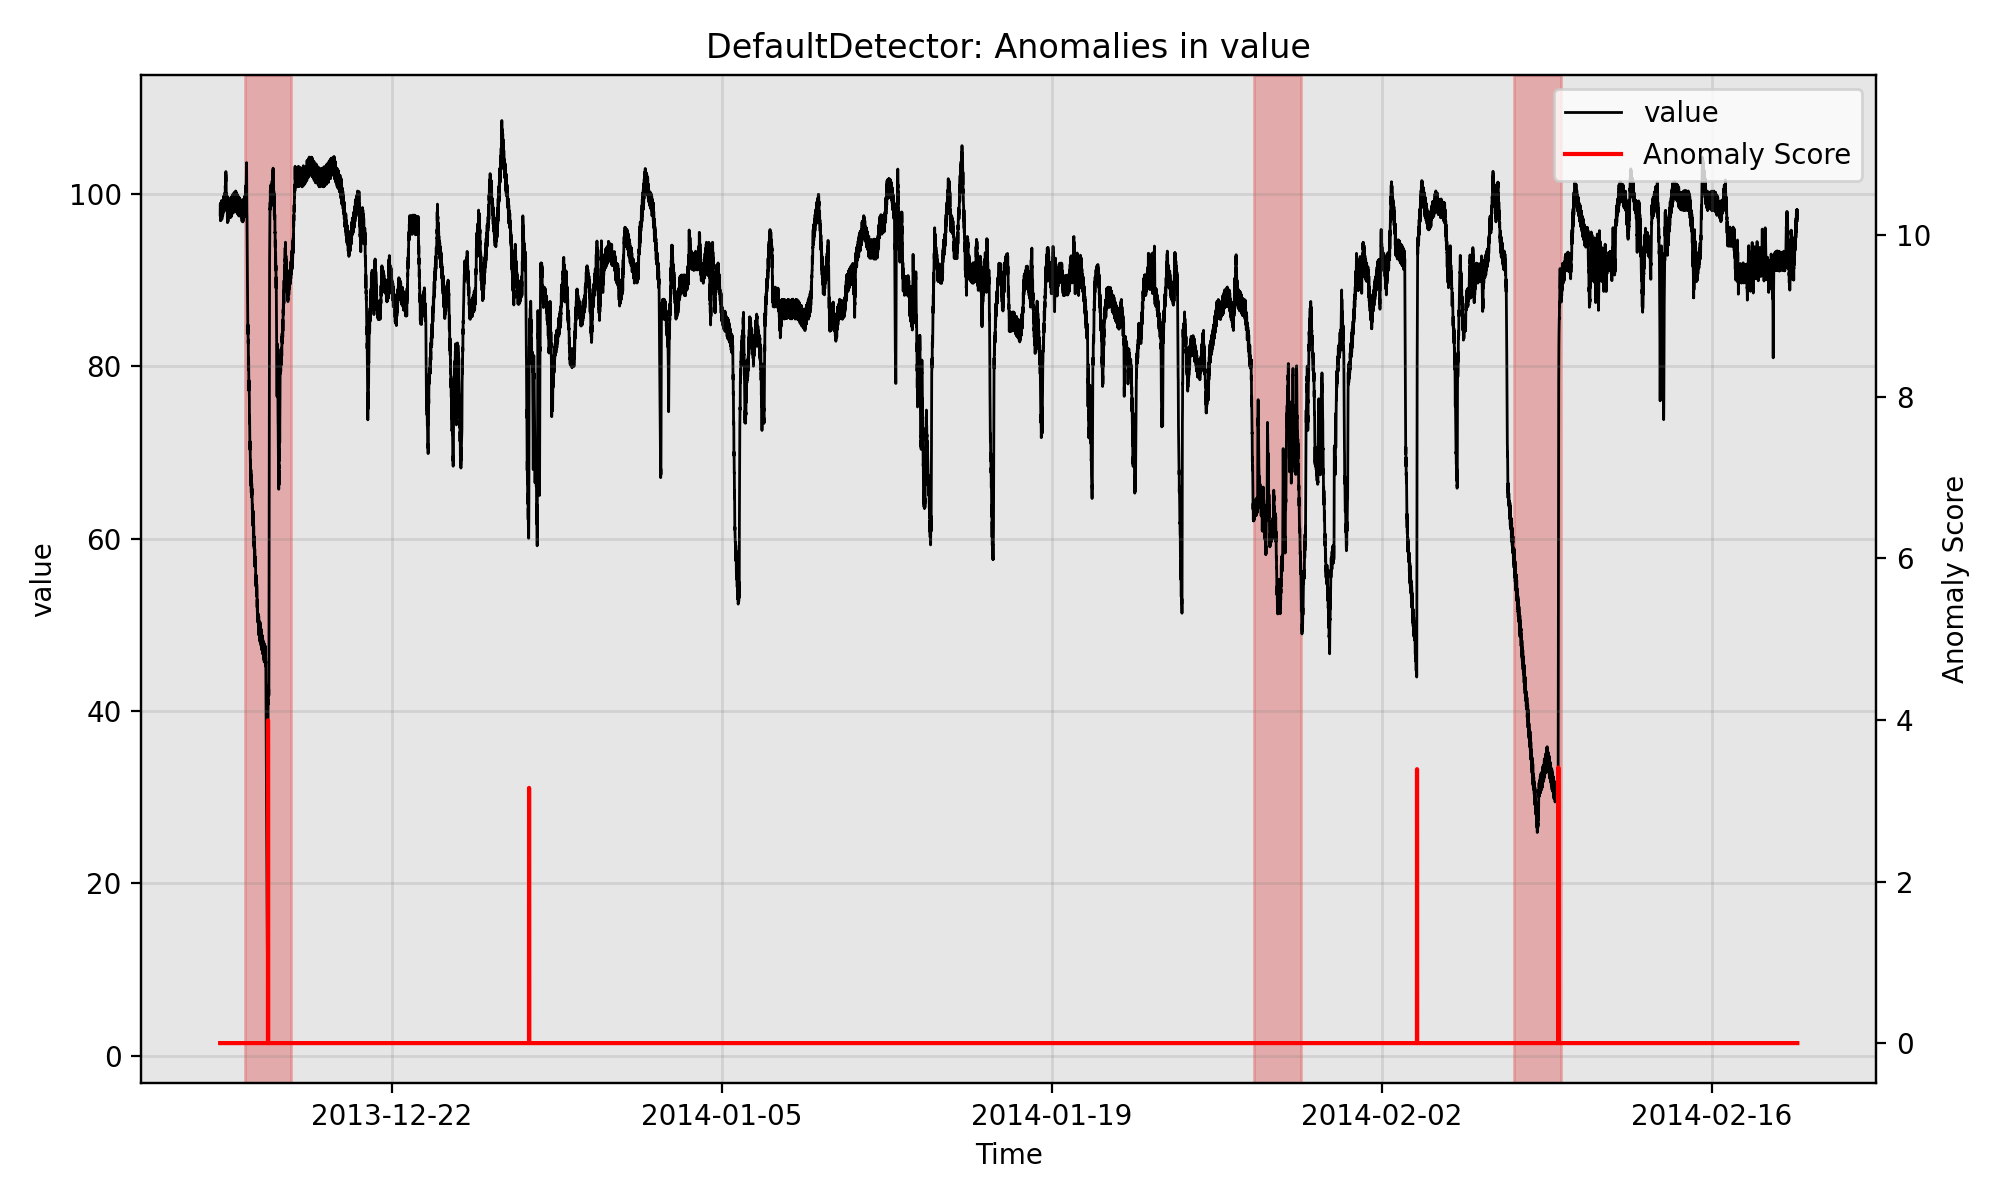 DefaultDetector: Anomalies in value
value
Anomaly Score
100
80
60
40
20
0
value
10
8
6
4
2
0
Anomaly Score
2013-12-22
2014-01-05
2014-01-19
2014-02-02
2014-02-16
Time